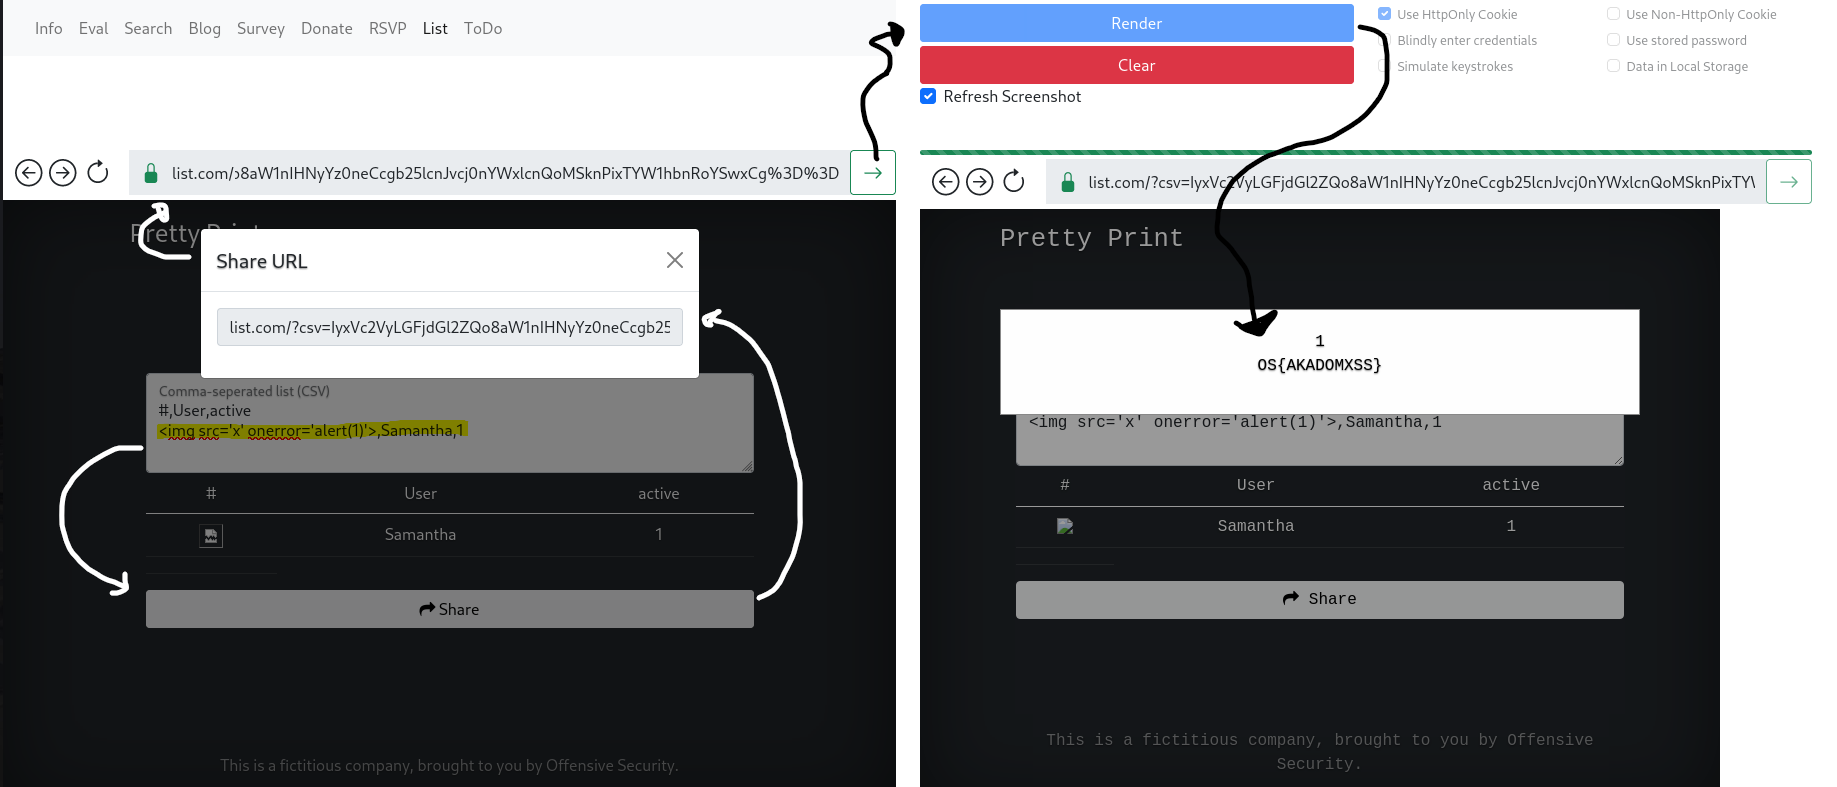 Info Eval Search Blog Survey Donate RSVP List ToDo
list.com/ɔ8aW1nIHNyYz0neCcgb25lcnJvcj0nYWxlcnQoMSknPixTYW1hbnRoYSwxCg%3D%3D
Pretty Print
Share URL
list.com/?csv=IyxVc2VyLGFjdGl2ZQo8aW1nIHNyYz0neCcgb25
Comma-seperated list (CSV)
#,User,active
<img src='x' onerror='alert(1)'>,Samantha,1
# User active
Samantha 1
Share
This is a fictitious company, brought to you by Offensive Security.
Render
Clear
Refresh Screenshot
Use HttpOnly Cookie
Use Non-HttpOnly Cookie
Blindly enter credentials
Use stored password
Simulate keystrokes
Data in Local Storage
list.com/?csv=IyxVc2VyLGFjdGl2ZQo8aW1nIHNyYz0neCcgb25lcnJvcj0nYWxlcnQoMSknPixTYV
Pretty Print
1
OS{AKADOMXSS}
<img src='x' onerror='alert(1)'>,Samantha,1
# User active
Samantha 1
Share
This is a fictitious company, brought to you by Offensive
Security.